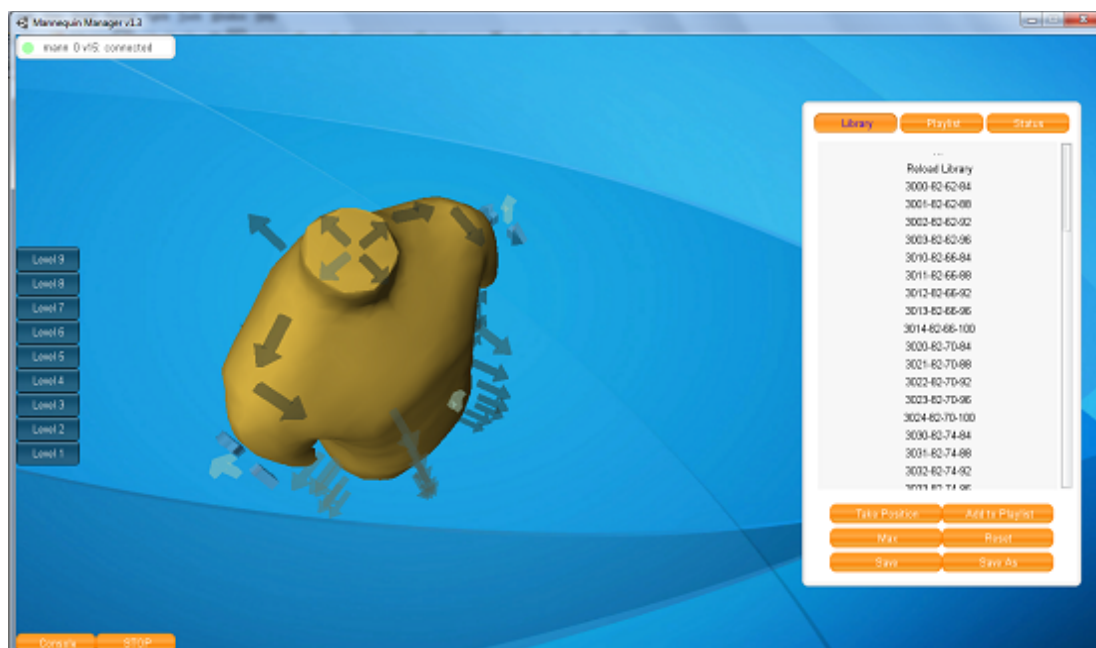 Mannequin Manager v1.3
mann 0 v15: connected
Library Playlist Status
...
Reload Library
3000-82-62-84
3001-82-62-88
3002-82-62-92
3003-82-62-96
3010-82-66-84
3011-82-66-88
3012-82-66-92
3013-82-66-96
3014-82-66-100
3020-82-70-84
3021-82-70-88
3022-82-70-92
3023-82-70-96
3024-82-70-100
3030-82-74-84
3031-82-74-88
3032-82-74-92
3033-82-74-96
Level 9
Level 8
Level 7
Level 6
Level 5
Level 4
Level 3
Level 2
Level 1
Take Position Add to Playlist
Max Reset
Save Save As
Console STOP